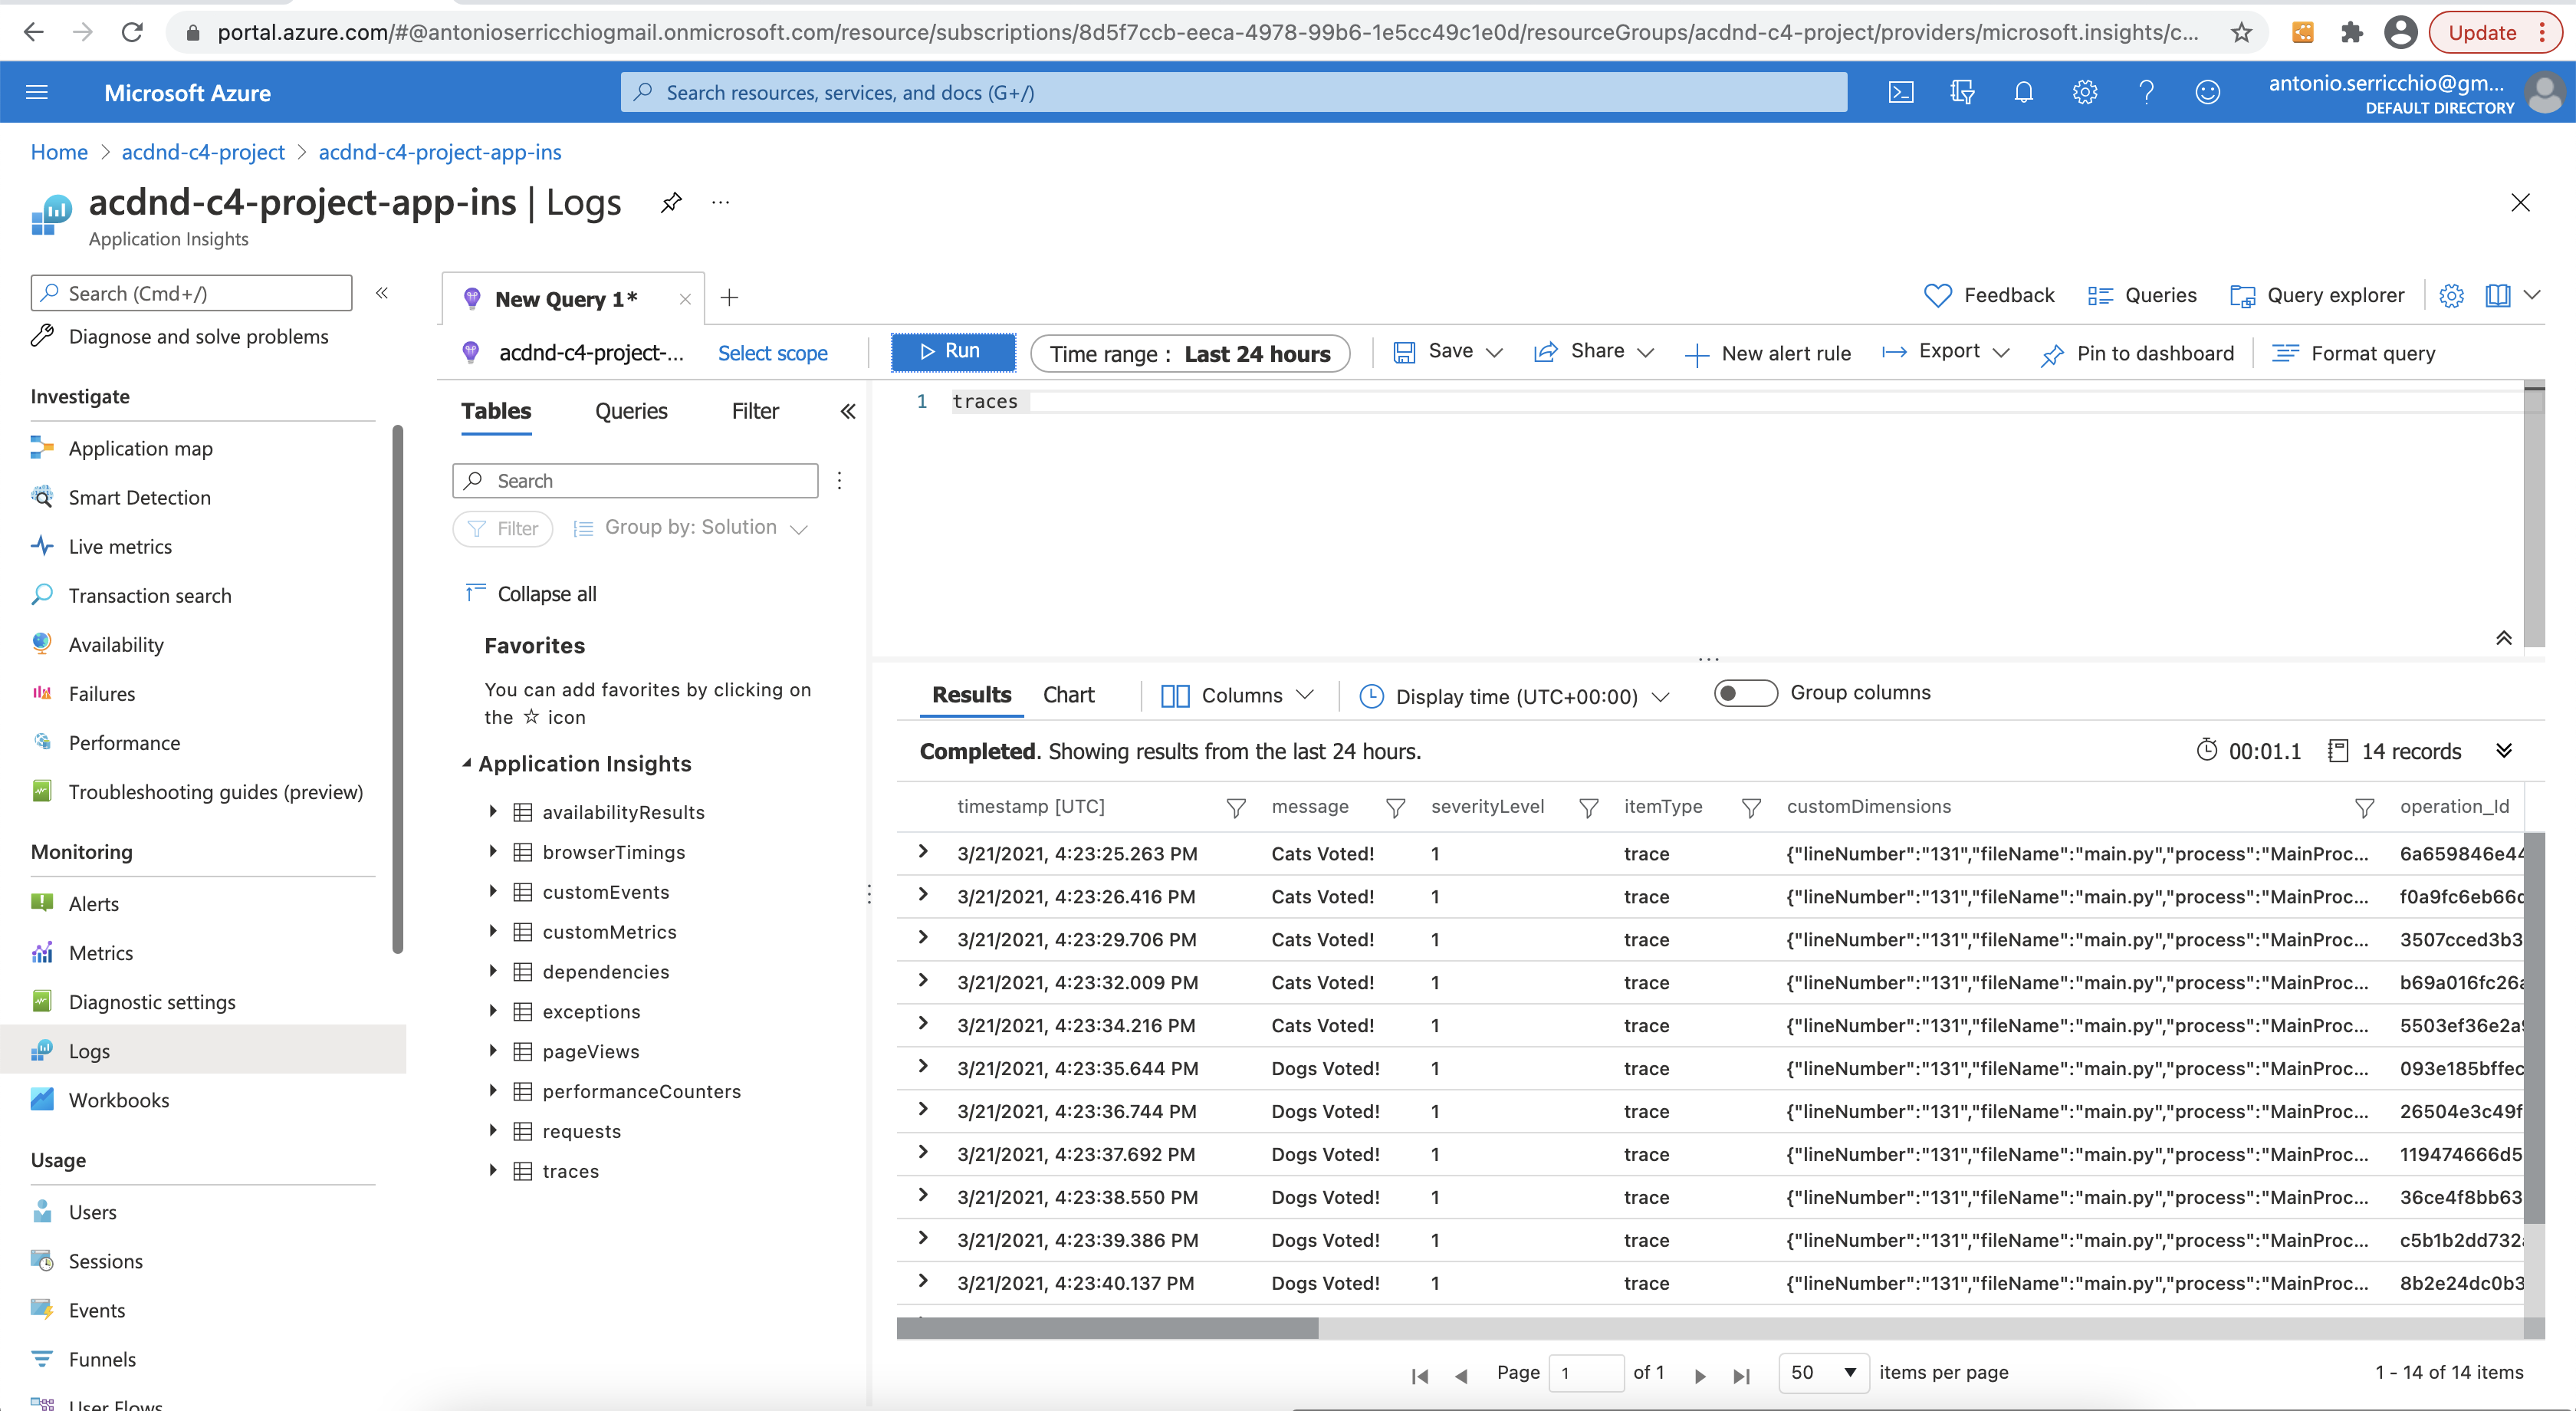 portal.azure.com/#@antonioserricchiogmail.onmicrosoft.com/resource/subscriptions/8d5f7ccb-eeca-4978-99b6-1e5cc49c1e0d/resourceGroups/acdnd-c4-project/providers/microsoft.insights/c...
Update
Microsoft Azure
Search resources, services, and docs (G+/)
antonio.serricchio@gm...
DEFAULT DIRECTORY
Home > acdnd-c4-project > acdnd-c4-project-app-ins
acdnd-c4-project-app-ins | Logs
Application Insights
Search (Cmd+/)
Diagnose and solve problems
Investigate
Application map
Smart Detection
Live metrics
Transaction search
Availability
Failures
Performance
Troubleshooting guides (preview)
Monitoring
Alerts
Metrics
Diagnostic settings
Logs
Workbooks
Usage
Users
Sessions
Events
Funnels
User Flows
New Query 1*
Feedback Queries Query explorer
acdnd-c4-project-... Select scope Run Time range : Last 24 hours Save Share New alert rule Export Pin to dashboard Format query
Tables Queries Filter
Search
Filter Group by: Solution
Collapse all
Favorites
You can add favorites by clicking on
the ☆ icon
Application Insights
availabilityResults
browserTimings
customEvents
customMetrics
dependencies
exceptions
pageViews
performanceCounters
requests
traces
1 traces
Results Chart Columns Display time (UTC+00:00) Group columns
Completed. Showing results from the last 24 hours. 00:01.1 14 records
timestamp [UTC] message severityLevel itemType customDimensions operation_Id
3/21/2021, 4:23:25.263 PM Cats Voted! 1 trace {"lineNumber":"131","fileName":"main.py","process":"MainProc... 6a659846e44
3/21/2021, 4:23:26.416 PM Cats Voted! 1 trace {"lineNumber":"131","fileName":"main.py","process":"MainProc... f0a9fc6eb66c
3/21/2021, 4:23:29.706 PM Cats Voted! 1 trace {"lineNumber":"131","fileName":"main.py","process":"MainProc... 3507cced3b3
3/21/2021, 4:23:32.009 PM Cats Voted! 1 trace {"lineNumber":"131","fileName":"main.py","process":"MainProc... b69a016fc26a
3/21/2021, 4:23:34.216 PM Cats Voted! 1 trace {"lineNumber":"131","fileName":"main.py","process":"MainProc... 5503ef36e2a9
3/21/2021, 4:23:35.644 PM Dogs Voted! 1 trace {"lineNumber":"131","fileName":"main.py","process":"MainProc... 093e185bffec
3/21/2021, 4:23:36.744 PM Dogs Voted! 1 trace {"lineNumber":"131","fileName":"main.py","process":"MainProc... 26504e3c49f
3/21/2021, 4:23:37.692 PM Dogs Voted! 1 trace {"lineNumber":"131","fileName":"main.py","process":"MainProc... 119474666d5
3/21/2021, 4:23:38.550 PM Dogs Voted! 1 trace {"lineNumber":"131","fileName":"main.py","process":"MainProc... 36ce4f8bb63
3/21/2021, 4:23:39.386 PM Dogs Voted! 1 trace {"lineNumber":"131","fileName":"main.py","process":"MainProc... c5b1b2dd732
3/21/2021, 4:23:40.137 PM Dogs Voted! 1 trace {"lineNumber":"131","fileName":"main.py","process":"MainProc... 8b2e24dc0b3
Page 1 of 1 50 items per page 1 - 14 of 14 items